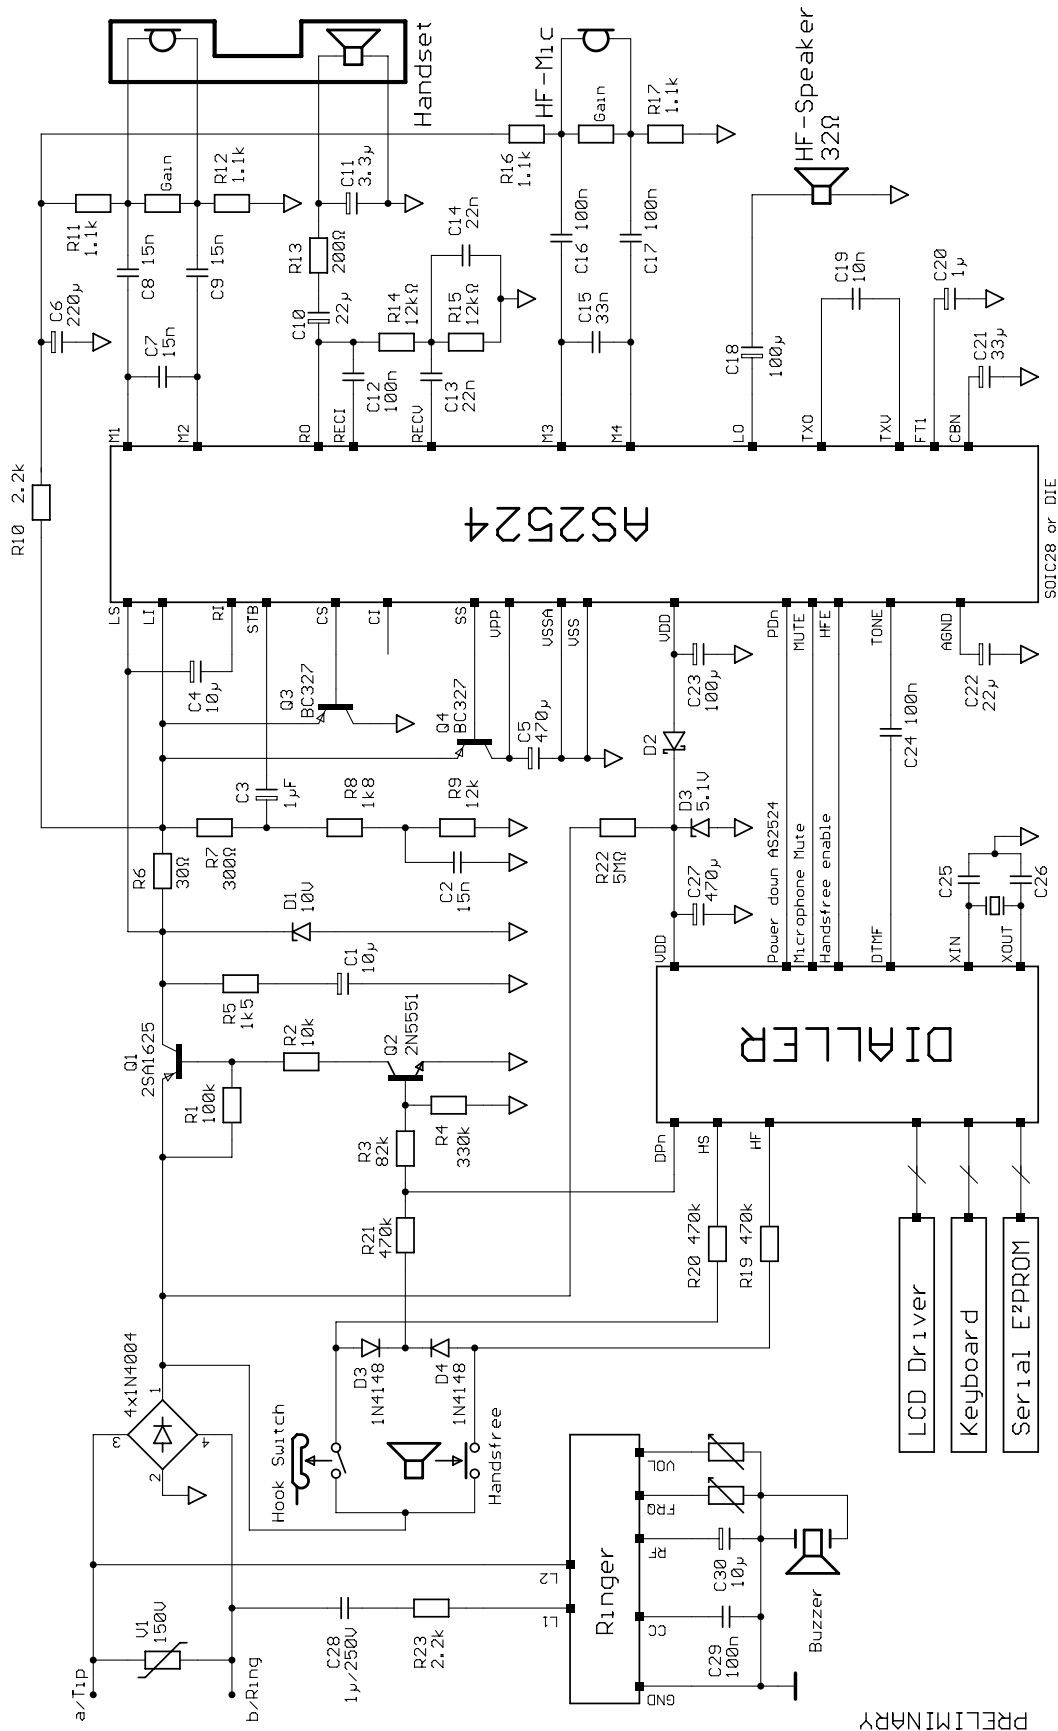 a/Tip
b/Ring
V1
150V
4x1N4004
1
2
3
4
C28
1µ/250V
R23
2.2k
Ringer
L2
L1
VOL
FRQ
RF
CC
GND
C30
10µ
C29
100n
Buzzer
PRELIMINARY
Hook Switch
Handsfree
D3
1N4148
D4
1N4148
R21
470k
R3
82k
R4
330k
R1
100k
R2
10k
Q1
2SA1625
Q2
2N5551
R5
1k5
C1
10µ
D1
10V
R6
30Ω
R7
300Ω
C3
1µF
R8
1k8
R9
12k
C2
15n
C4
10µ
Q3
BC327
Q4
BC327
C5
470µ
R20 470k
R19 470k
R22
5MΩ
D3
5.1V
C27
470µ
D2
C23
100µ
DIALLER
DPn
HS
HF
VDD
Power down AS2524
Microphone Mute
Handsfree enable
DTMF
XIN
XOUT
LCD Driver
Keyboard
Serial E²PROM
C25
C26
C24 100n
C22
22µ
AS2524
SOIC28 or DIE
LS
LI
RI
STB
CS
CI
SS
VPP
VSSA
VSS
VDD
PDn
MUTE
HFE
TONE
AGND
M1
M2
RO
RECI
RECV
M3
M4
LO
TXO
TXV
FT1
CBN
R10 2.2k
C6
220µ
C7
15n
C8 15n
C9 15n
R11
1.1k
Gain
R12
1.1k
Handset
R13
200Ω
C10
22µ
C11
3.3µ
C12
100n
R14
12kΩ
R15
12kΩ
C13
22n
C14
22n
R16
1.1k
HF-Mic
Gain
R17
1.1k
C15
33n
C16 100n
C17 100n
HF-Speaker
32Ω
C18
100µ
C19
10n
C20
1µ
C21
33µ